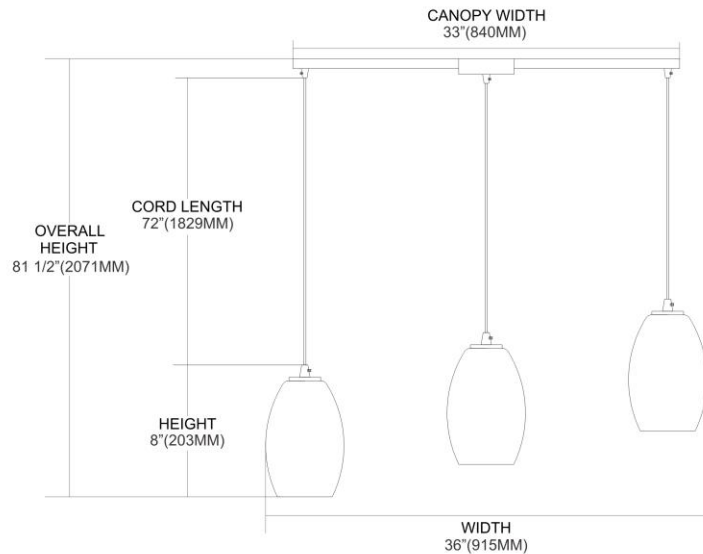 CANOPY WIDTH
33”(840MM)
CORD LENGTH
72”(1829MM)
OVERALL
HEIGHT
81 1/2”(2071MM)
HEIGHT
8”(203MM)
WIDTH
36”(915MM)